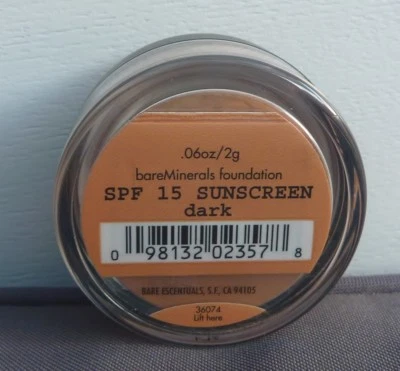 .06oz/2g
bareMinerals foundation
SPF 15 SUNSCREEN
dark
0 98132 02357 8
BARE ESCENTUALS, S.F., CA 94105
36074
Lift here